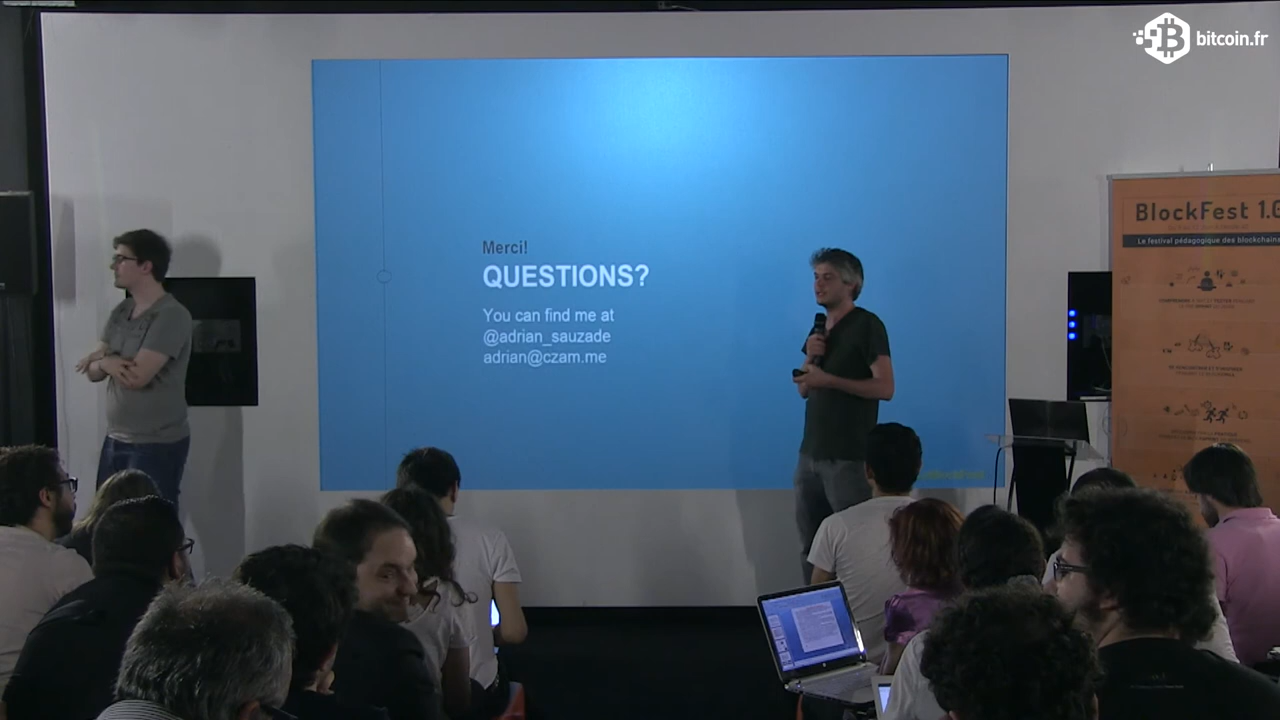 bitcoin.fr
Merci!
QUESTIONS?
You can find me at
@adrian_sauzade
adrian@czam.me
BlockFest 1.0
Le festival pédagogique des blockchains